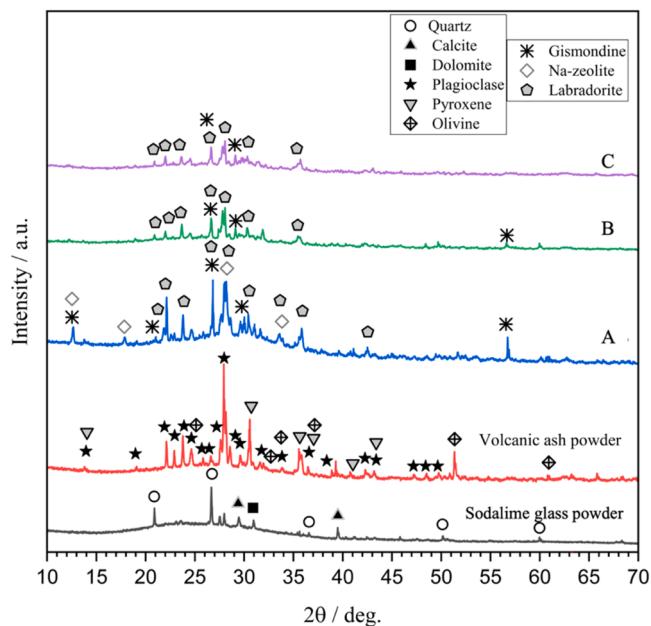 Quartz
Calcite
Dolomite
Plagioclase
Pyroxene
Olivine
Gismondine
Na-zeolite
Labradorite
C
B
A
Volcanic ash powder
Sodalime glass powder
Intensity / a.u.
10 15 20 25 30 35 40 45 50 55 60 65 70
2θ / deg.